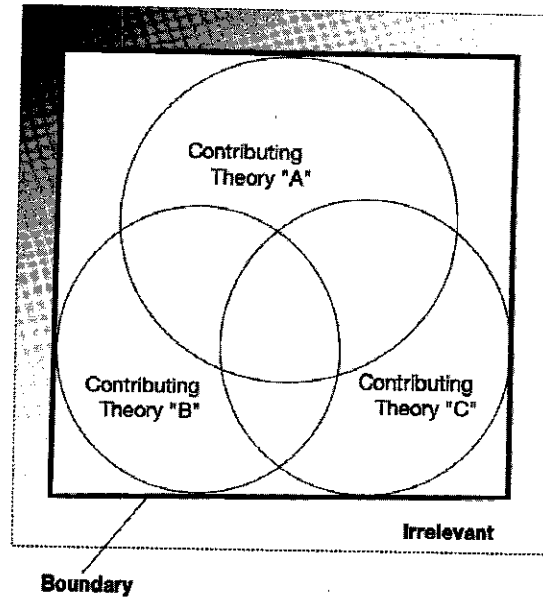 Contributing
Theory "A"
Contributing
Theory "B"
Contributing
Theory "C"
Irrelevant
Boundary